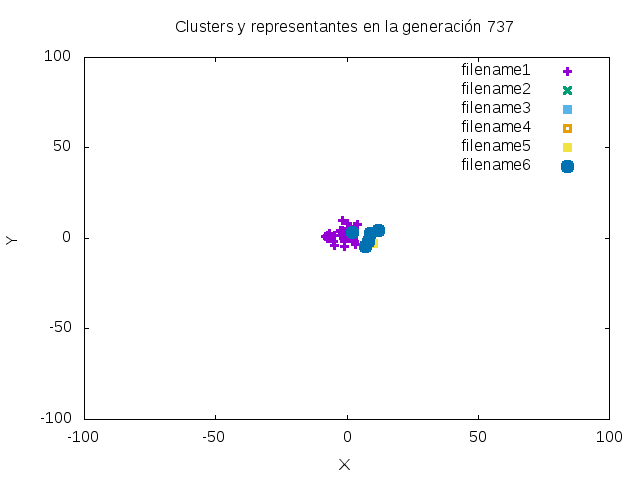 Clusters y representantes en la generación 737
100
50
0
-50
-100
-100 -50 0 50 100
X
Y
filename1
filename2
filename3
filename4
filename5
filename6